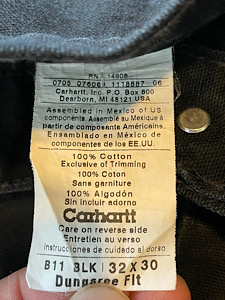 RN 14806
0705 076069 1118887 06
Carhartt, Inc. P.O. Box 600
Dearborn, MI 48121 USA
Assembled in Mexico of US
components. Assemblé au Mexique à
partir de composants Américains.
Ensamblado en México de
componentes de los EE.UU.
100% Cotton
Exclusive of Trimming
100% Coton
Sans garniture
100% Algodón
Sin incluir adorno
Carhartt
Care on reverse side
Entretien au verso
instrucciones de cuidado al dorso
B11 BLK | 32 X 30
Dungaree Fit